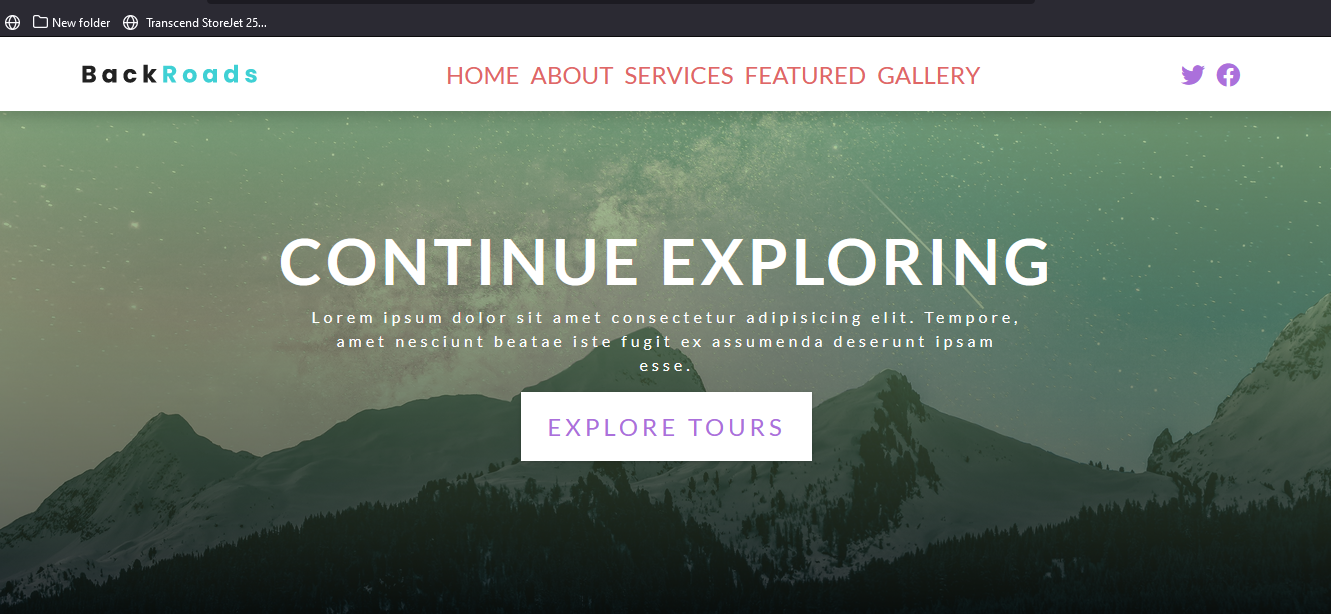 New folder Transcend StoreJet 25...
BackRoads HOME ABOUT SERVICES FEATURED GALLERY
CONTINUE EXPLORING
Lorem ipsum dolor sit amet consectetur adipisicing elit. Tempore,
amet nesciunt beatae iste fugit ex assumenda deserunt ipsam
esse.
EXPLORE TOURS